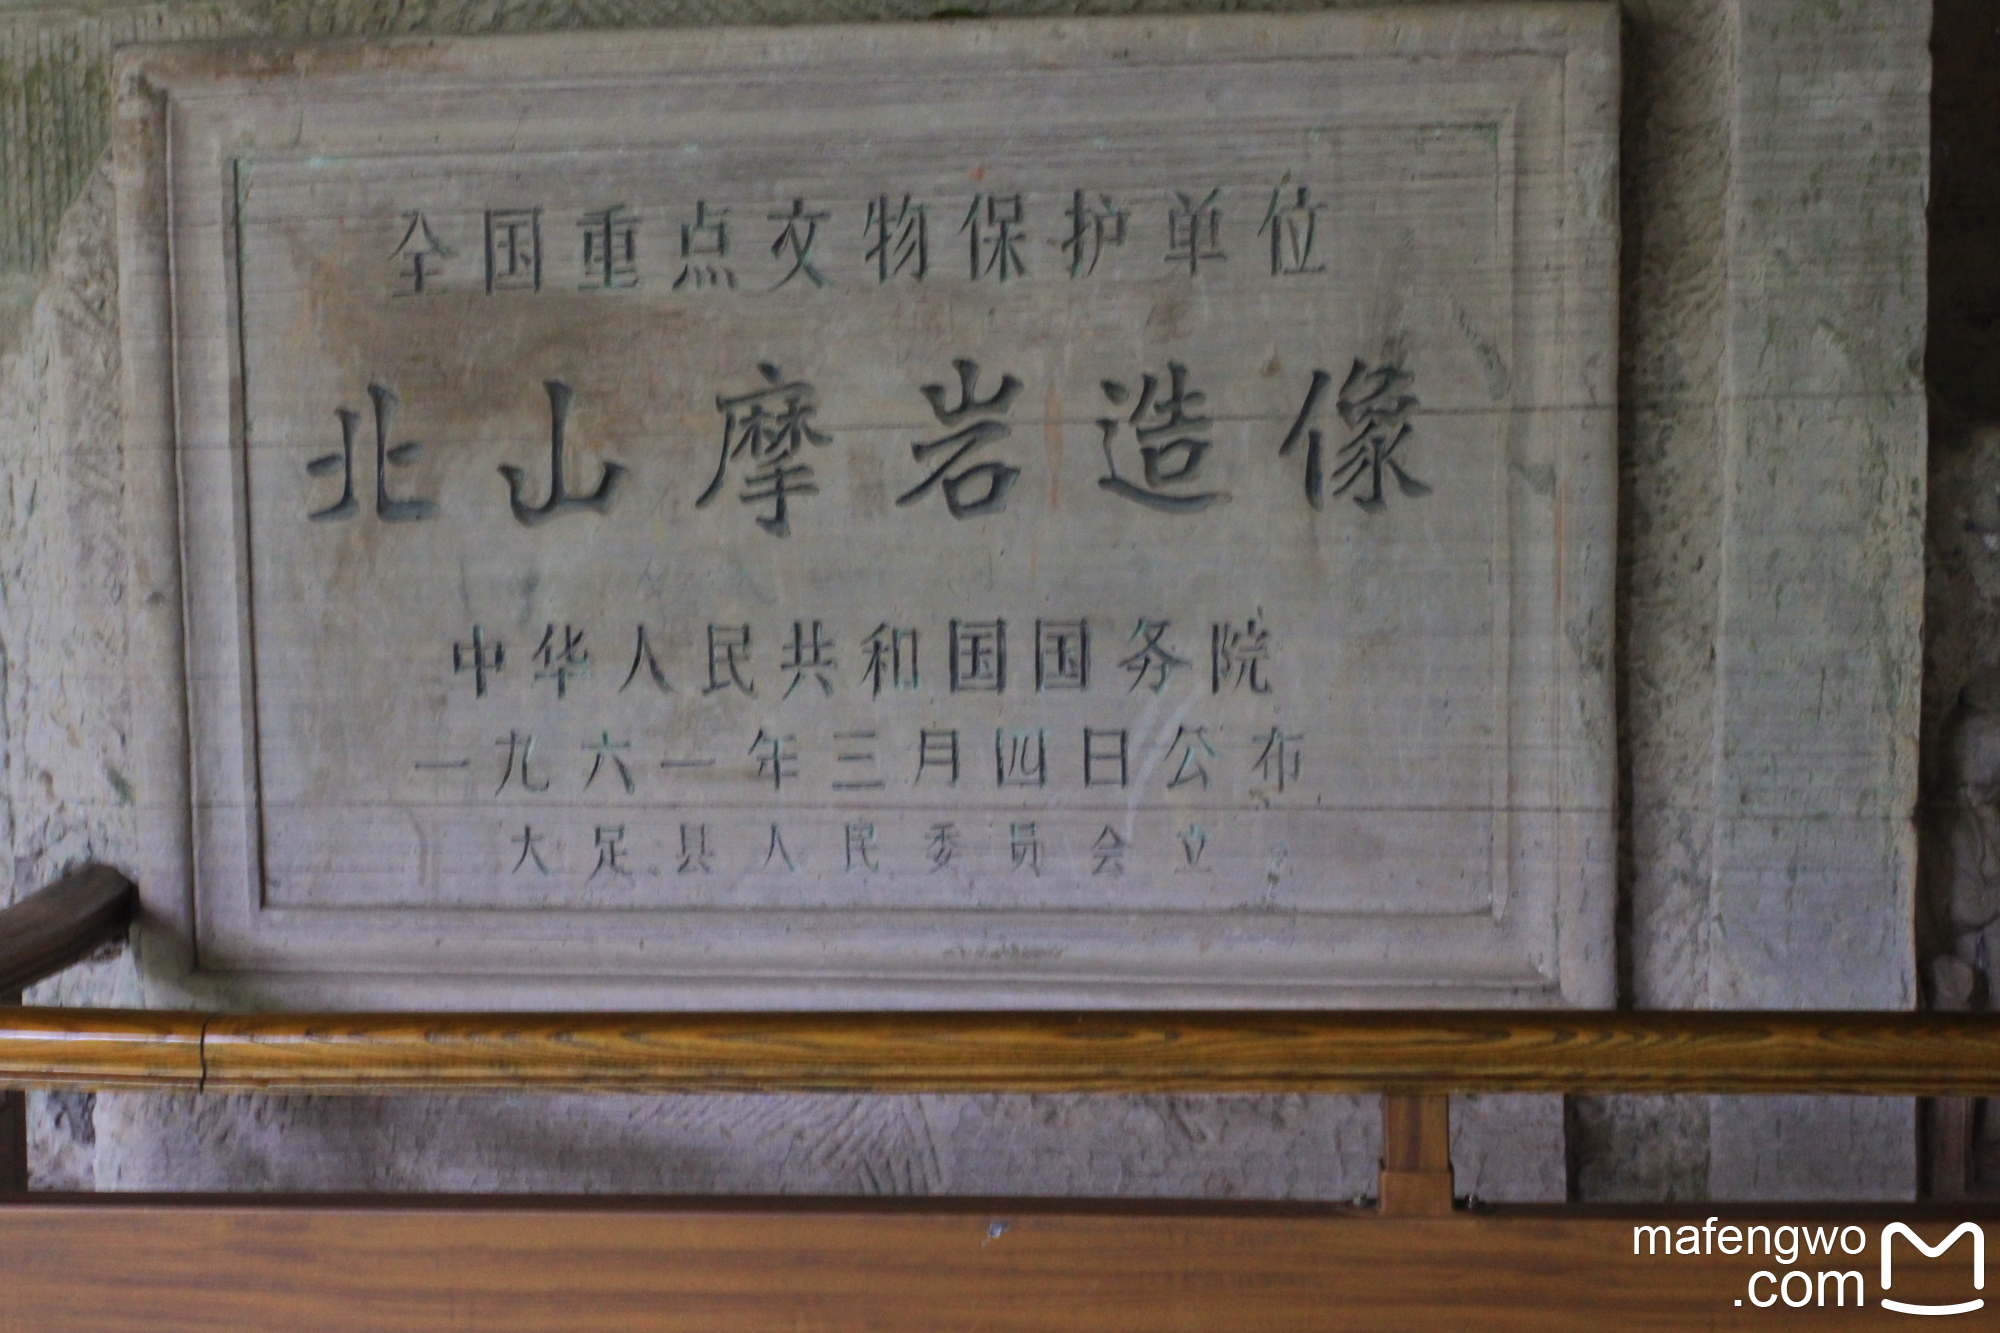 全国重点文物保护单位
北山摩岩造像
中华人民共和国国务院
一九六一年三月四日公布
大足县人民委员会立
mafengwo
.com